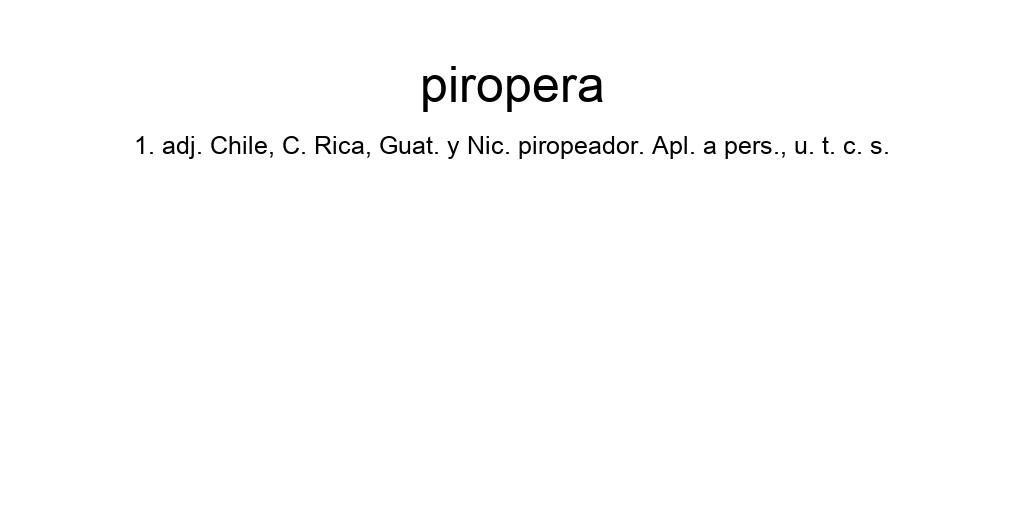 piropera
1. adj. Chile, C. Rica, Guat. y Nic. piropeador. Apl. a pers., u. t. c. s.